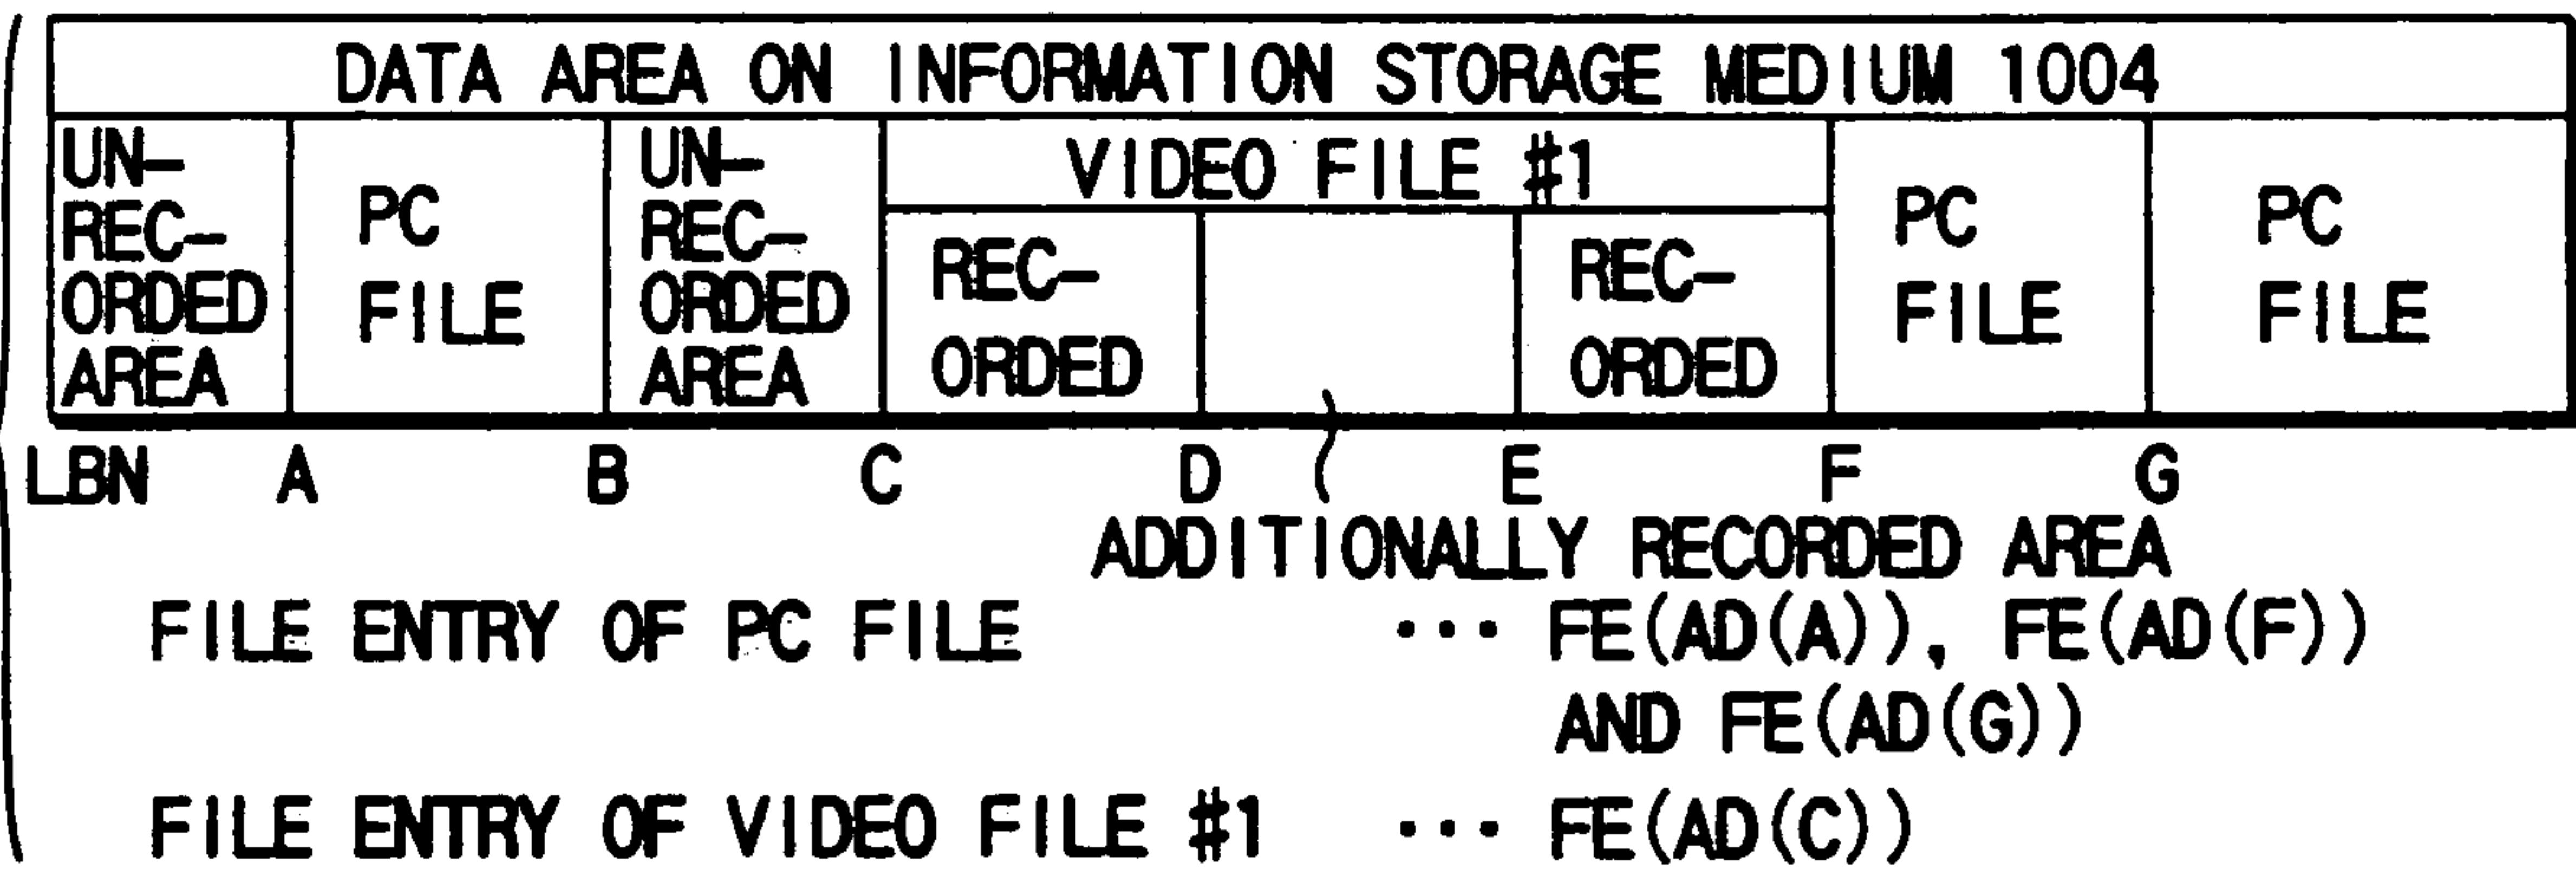 DATA AREA ON INFORMATION STORAGE MEDIUM 1004
UN-
REC-
ORDED
AREA
PC
FILE
UN-
REC-
ORDED
AREA
VIDEO FILE #1
REC-
ORDED
REC-
ORDED
PC
FILE
PC
FILE
LBN A B C D E F G
ADDITIONALLY RECORDED AREA
FILE ENTRY OF PC FILE ··· FE(AD(A)), FE(AD(F))
AND FE(AD(G))
FILE ENTRY OF VIDEO FILE #1 ··· FE(AD(C))